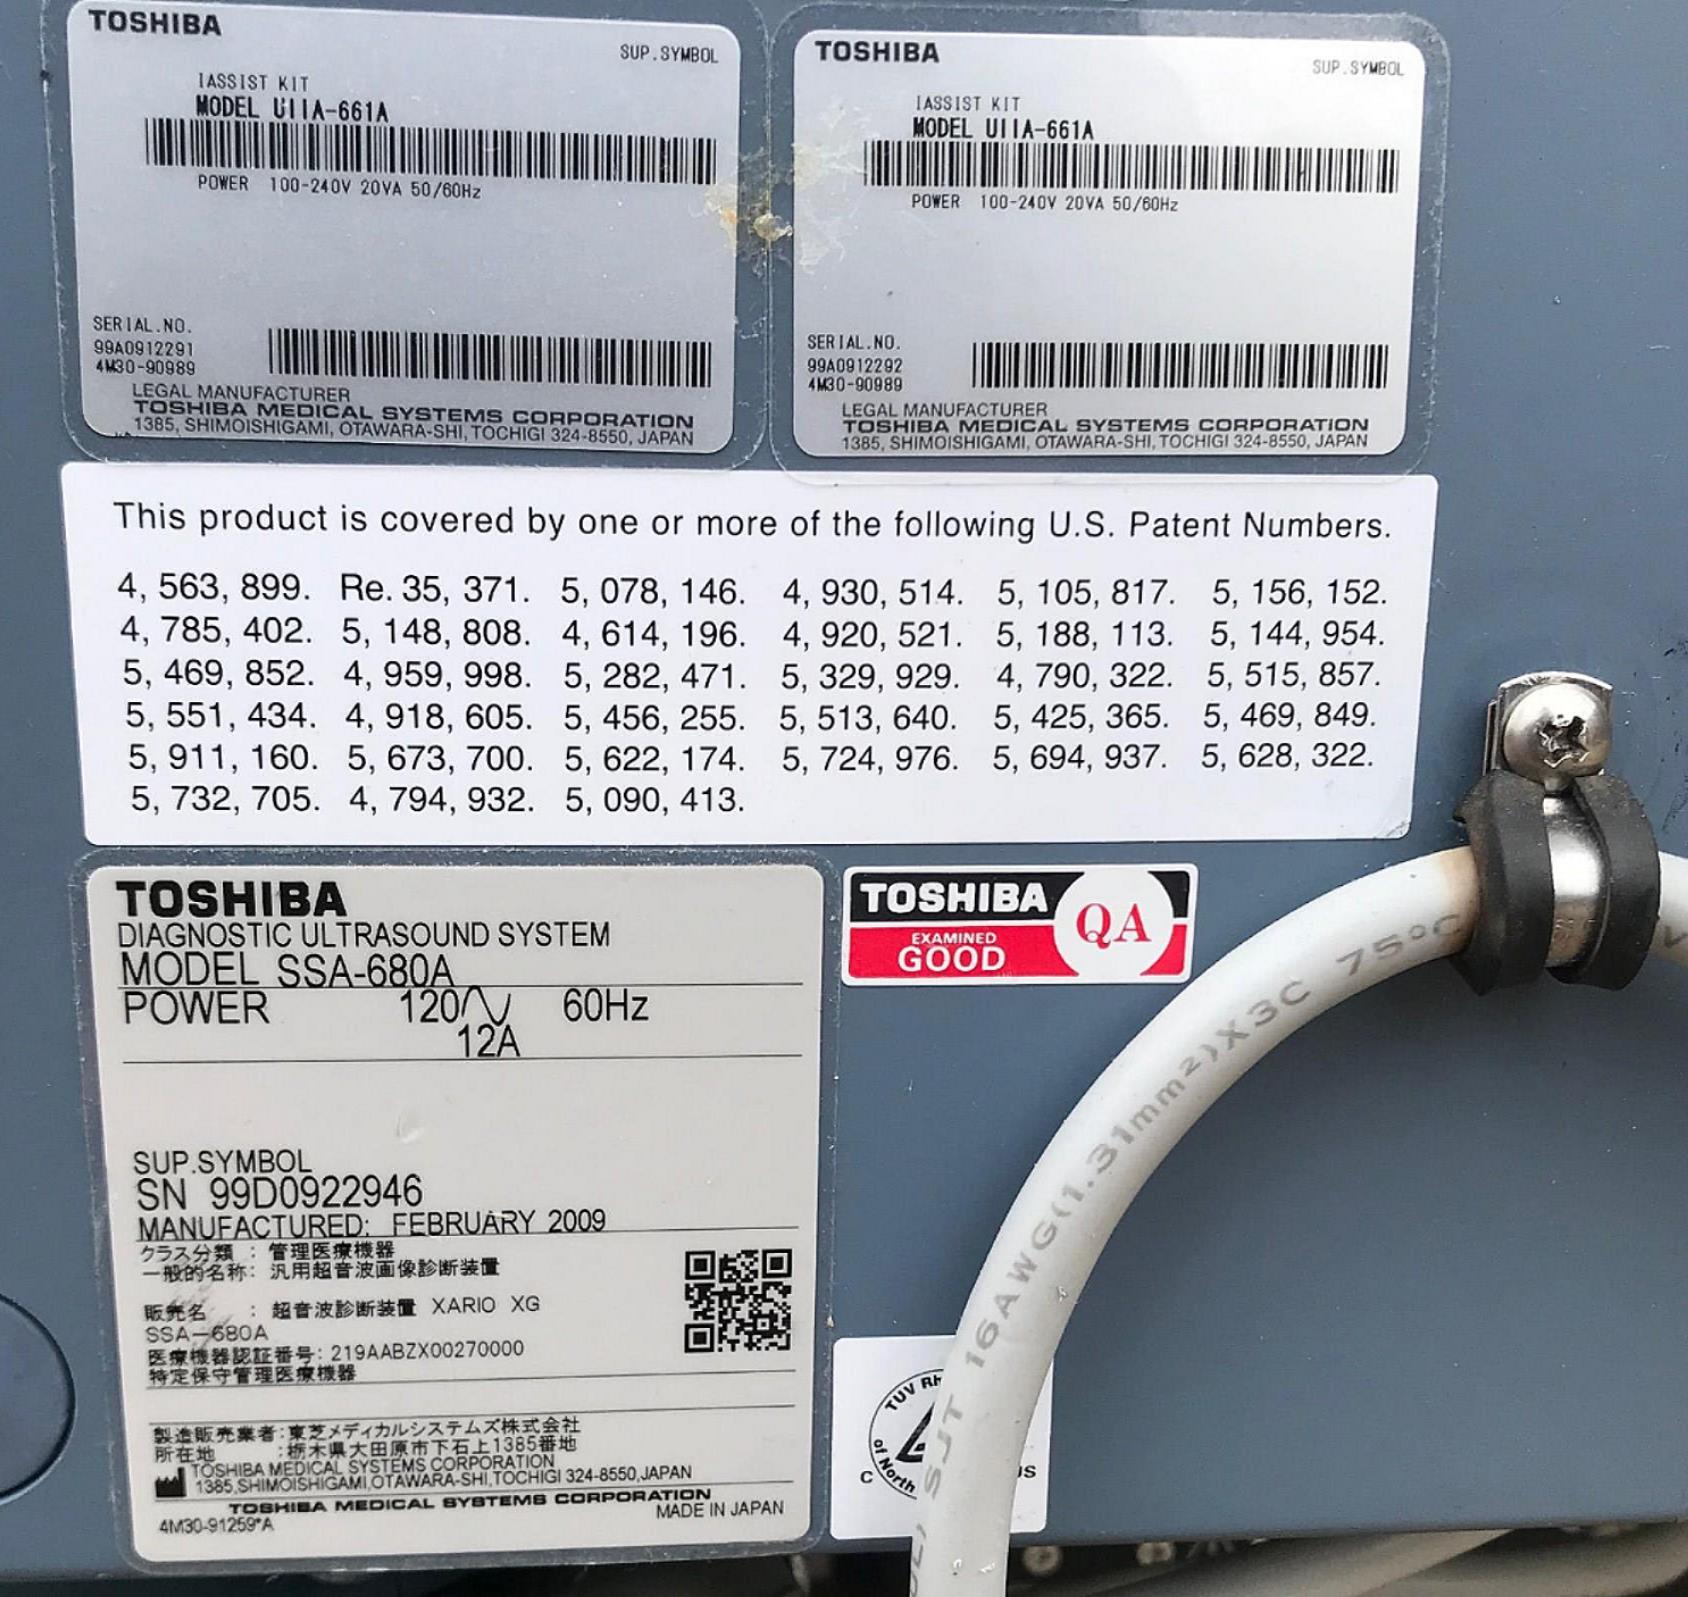 TOSHIBA
SUP.SYMBOL
IASSIST KIT
MODEL UIIA-661A
POWER 100-240V 20VA 50/60Hz
SERIAL.NO.
99A0912291
4M30-90989
LEGAL MANUFACTURER
TOSHIBA MEDICAL SYSTEMS CORPORATION
1385, SHIMOISHIGAMI, OTAWARA-SHI, TOCHIGI 324-8550, JAPAN
TOSHIBA
SUP.SYMBOL
IASSIST KIT
MODEL UIIA-661A
POWER 100-240V 20VA 50/60Hz
SERIAL.NO.
99A0912292
4M30-90989
LEGAL MANUFACTURER
TOSHIBA MEDICAL SYSTEMS CORPORATION
1385, SHIMOISHIGAMI, OTAWARA-SHI, TOCHIGI 324-8550, JAPAN
This product is covered by one or more of the following U.S. Patent Numbers.
4, 563, 899. Re. 35, 371. 5, 078, 146. 4, 930, 514. 5, 105, 817. 5, 156, 152.
4, 785, 402. 5, 148, 808. 4, 614, 196. 4, 920, 521. 5, 188, 113. 5, 144, 954.
5, 469, 852. 4, 959, 998. 5, 282, 471. 5, 329, 929. 4, 790, 322. 5, 515, 857.
5, 551, 434. 4, 918, 605. 5, 456, 255. 5, 513, 640. 5, 425, 365. 5, 469, 849.
5, 911, 160. 5, 673, 700. 5, 622, 174. 5, 724, 976. 5, 694, 937. 5, 628, 322.
5, 732, 705. 4, 794, 932. 5, 090, 413.
TOSHIBA
DIAGNOSTIC ULTRASOUND SYSTEM
MODEL SSA-680A
POWER 120∿ 60Hz
12A
SUP.SYMBOL
SN 99D0922946
MANUFACTURED: FEBRUARY 2009
クラス分類 : 管理医療機器
一般的名称: 汎用超音波画像診断装置
販売名 : 超音波診断装置 XARIO XG
SSA-680A
医療機器認証番号: 219AABZX00270000
特定保守管理医療機器
製造販売業者:東芝メディカルシステムズ株式会社
所在地 :栃木県大田原市下石上1385番地
TOSHIBA MEDICAL SYSTEMS CORPORATION
1385,SHIMOISHIGAMI,OTAWARA-SHI,TOCHIGI 324-8550,JAPAN
TOSHIBA MEDICAL SYSTEMS CORPORATION
MADE IN JAPAN
4M30-91259*A
TOSHIBA
EXAMINED
GOOD
QA
TUV Rh
of North
C US
SJT 16AWG(1.31mm²)X3C 75°C